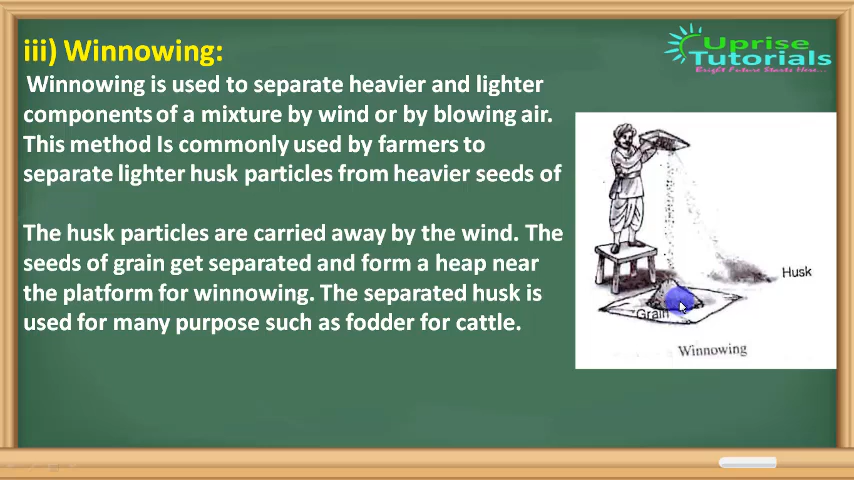 iii) Winnowing:
Winnowing is used to separate heavier and lighter
components of a mixture by wind or by blowing air.
This method Is commonly used by farmers to
separate lighter husk particles from heavier seeds of
The husk particles are carried away by the wind. The
seeds of grain get separated and form a heap near
the platform for winnowing. The separated husk is
used for many purpose such as fodder for cattle.
Uprise
Tutorials
Bright Future Starts Here...
Husk
Grain
Winnowing